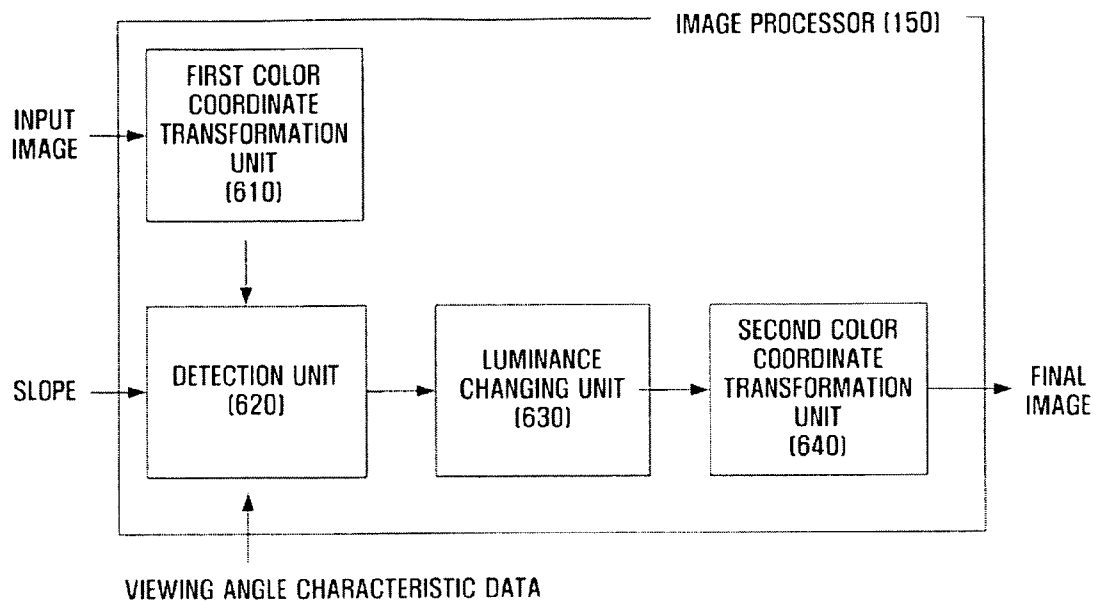 IMAGE PROCESSOR (150)
FIRST COLOR
COORDINATE
TRANSFORMATION
UNIT
(610)
INPUT
IMAGE
SLOPE
DETECTION UNIT
(620)
LUMINANCE
CHANGING UNIT
(630)
SECOND COLOR
COORDINATE
TRANSFORMATION
UNIT
(640)
FINAL
IMAGE
VIEWING ANGLE CHARACTERISTIC DATA